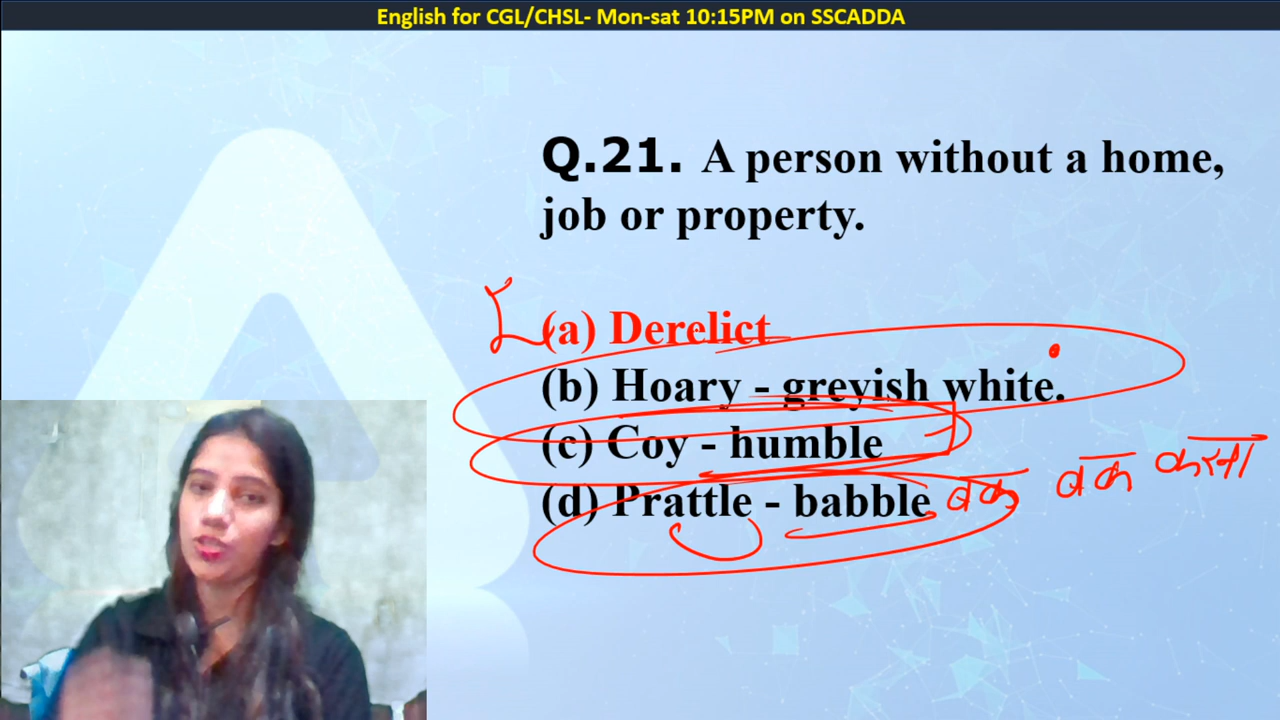 English for CGL/CHSL- Mon-sat 10:15PM on SSCADDA
Q.21. A person without a home,
job or property.
(a) Derelict
(b) Hoary - greyish white.
(c) Coy - humble
(d) Prattle - babble बक बक करना